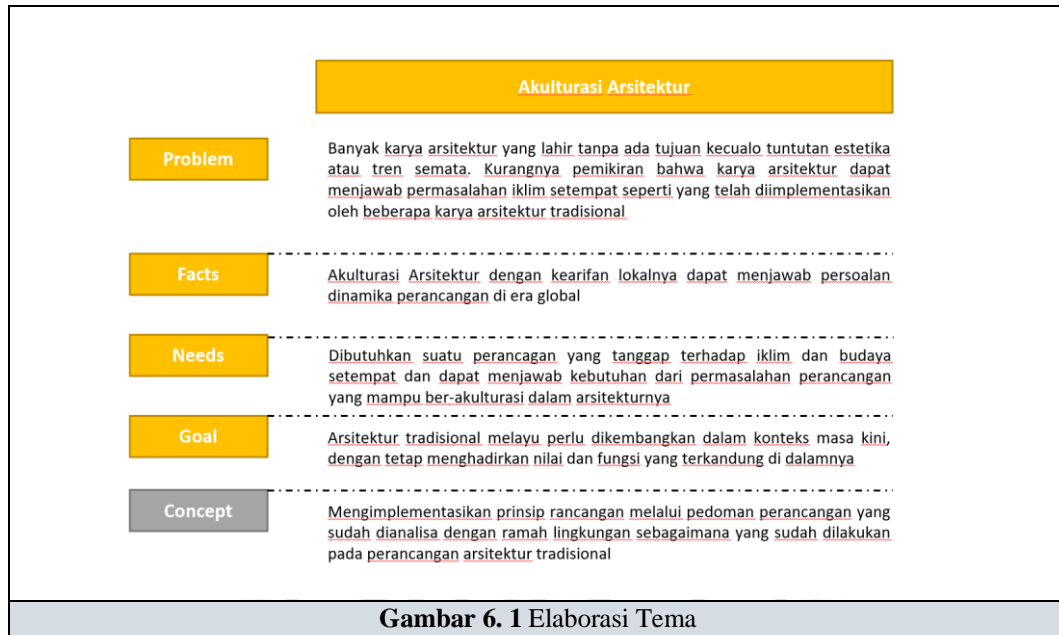 Akulturasi Arsitektur
Problem
Banyak karya arsitektur yang lahir tanpa ada tujuan kecualo tuntutan estetika
atau tren semata. Kurangnya pemikiran bahwa karya arsitektur dapat
menjawab permasalahan iklim setempat seperti yang telah diimplementasikan
oleh beberapa karya arsitektur tradisional
Facts
Akulturasi Arsitektur dengan kearifan lokalnya dapat menjawab persoalan
dinamika perancangan di era global
Needs
Dibutuhkan suatu perancagan yang tanggap terhadap iklim dan budaya
setempat dan dapat menjawab kebutuhan dari permasalahan perancangan
yang mampu ber-akulturasi dalam arsitekturnya
Goal
Arsitektur tradisional melayu perlu dikembangkan dalam konteks masa kini,
dengan tetap menghadirkan nilai dan fungsi yang terkandung di dalamnya
Concept
Mengimplementasikan prinsip rancangan melalui pedoman perancangan yang
sudah dianalisa dengan ramah lingkungan sebagaimana yang sudah dilakukan
pada perancangan arsitektur tradisional
Gambar 6. 1 Elaborasi Tema